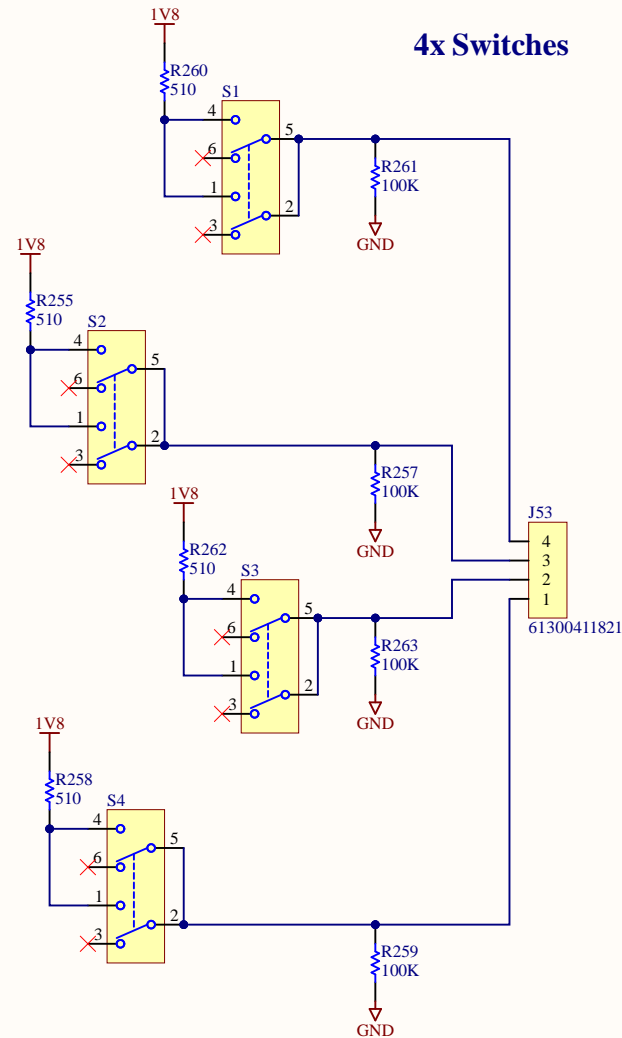 4x Switches
1V8
R260
510
S1
4
5
6
1
2
3
R261
100K
GND
1V8
R255
510
S2
4
5
6
1
2
3
R257
100K
GND
1V8
R262
510
S3
4
5
6
1
2
3
R263
100K
GND
J53
4
3
2
1
61300411821
1V8
R258
510
S4
4
5
6
1
2
3
R259
100K
GND